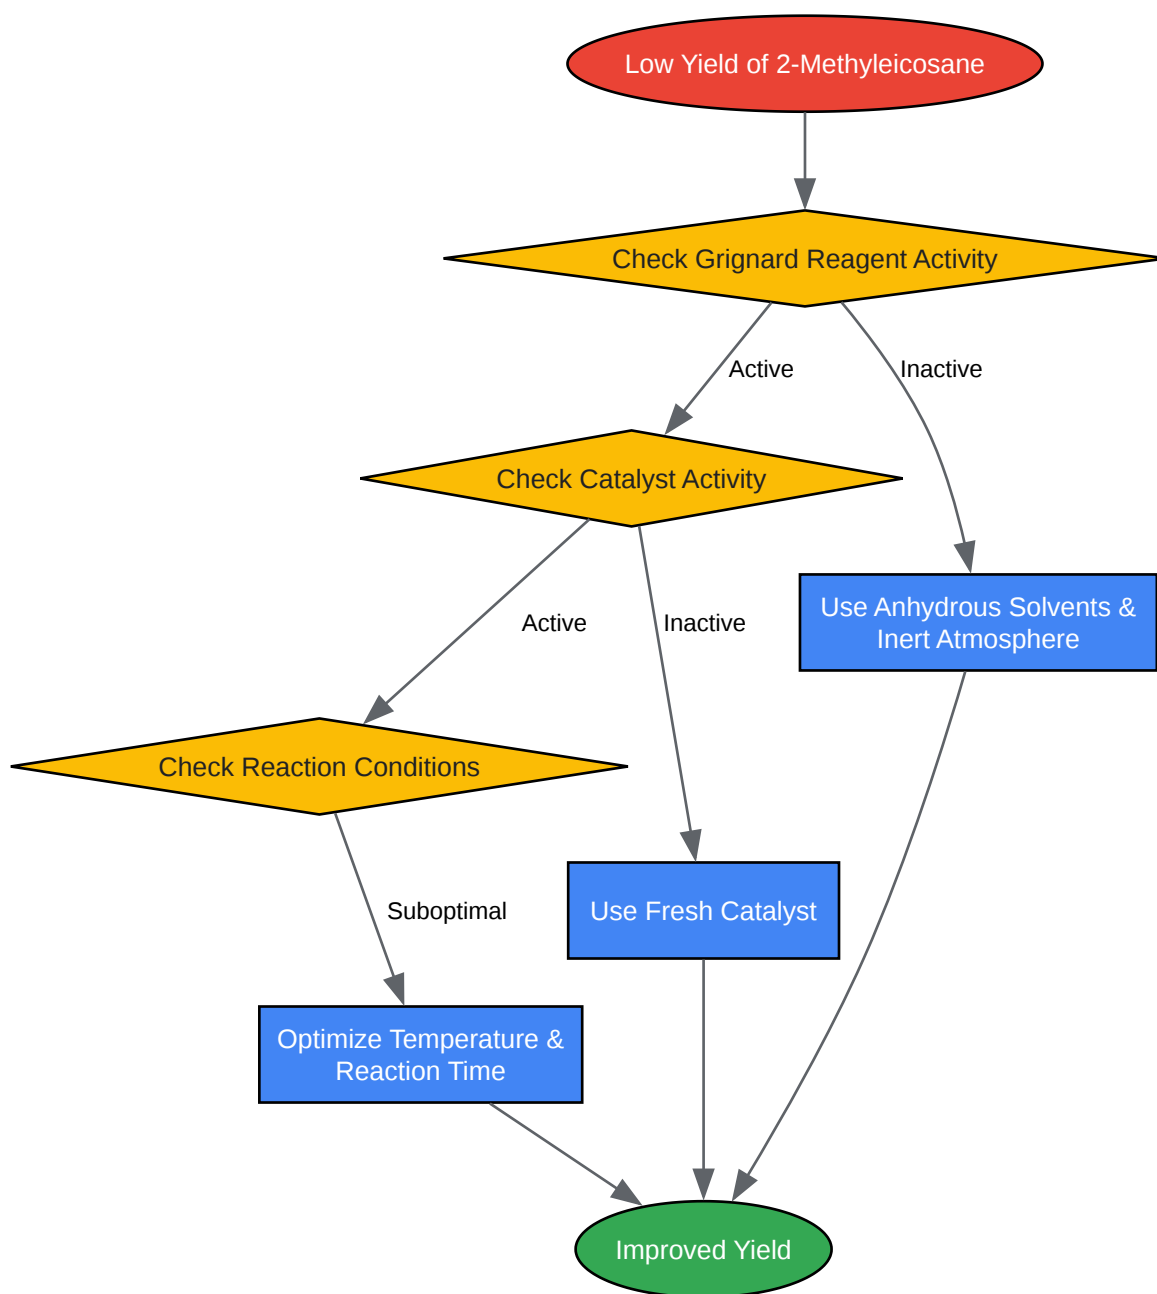 Low Yield of 2-Methyleicosane
Check Grignard Reagent Activity
Active
Inactive
Check Catalyst Activity
Use Anhydrous Solvents &
Inert Atmosphere
Active
Inactive
Check Reaction Conditions
Suboptimal
Use Fresh Catalyst
Optimize Temperature &
Reaction Time
Improved Yield